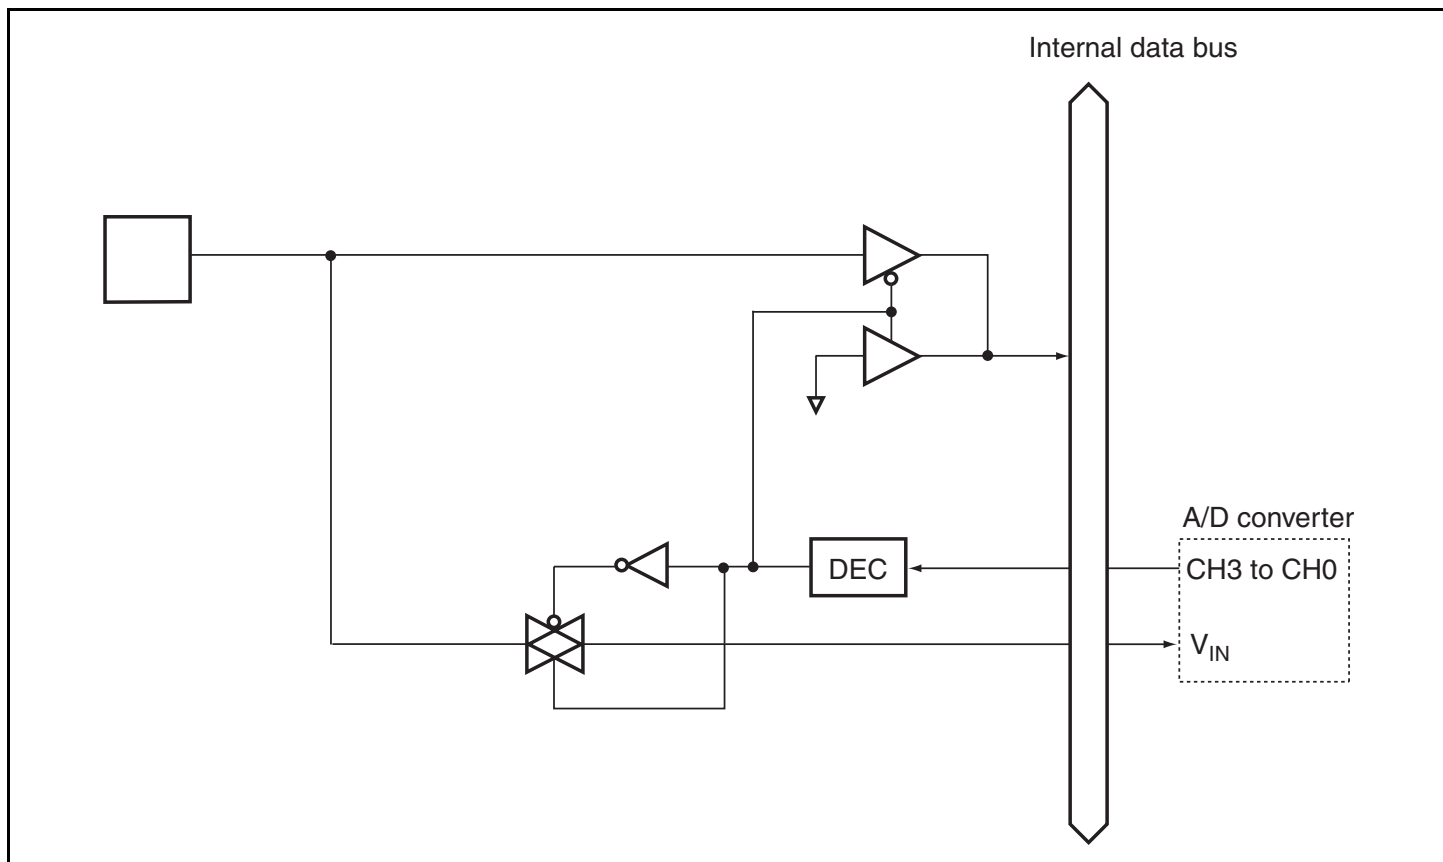 Internal data bus
A/D converter
DEC
CH3 to CH0
VIN